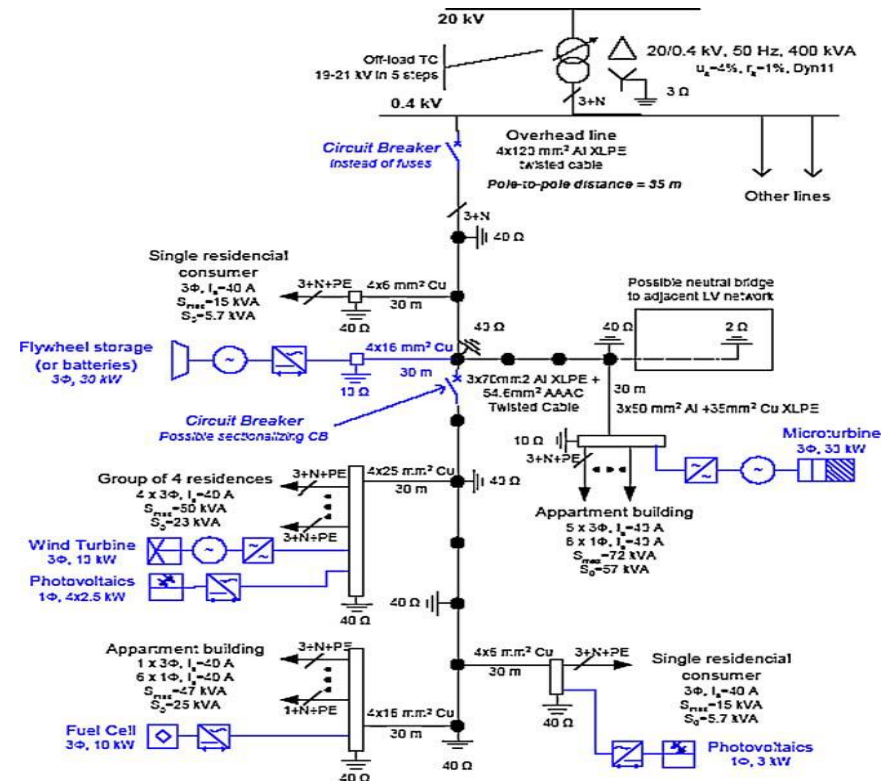 20 kV
Off-load TC
19-21 kV in 5 steps
20/0.4 kV, 50 Hz, 400 kVA
uk=4%, rk=1%, Dyn11
3 Ω
3+N
0.4 kV
Circuit Breaker
instead of fuses
Overhead line
4x120 mm² Al XLPE
twisted cable
Pole-to-pole distance = 35 m
Other lines
3+N
40 Ω
Single residencial
consumer
3Φ, Is=40 A
Smax=15 kVA
S0=5.7 kVA
3+N+PE
4x6 mm² Cu
30 m
40 Ω
Possible neutral bridge
to adjacent LV network
40 Ω
40 Ω
2 Ω
Flywheel storage
(or batteries)
3Φ, 30 kW
4x16 mm² Cu
30 m
10 Ω
3x70mm2 Al XLPE +
54.6mm² AAAC
Twisted Cable
30 m
3x50 mm² Al +35mm² Cu XLPE
Circuit Breaker
Possible sectionalizing CB
10 Ω
3+N+PE
Microturbine
3Φ, 30 kW
Appartment building
5 x 3Φ, Is=40 A
8 x 1Φ, Is=40 A
Smax=72 kVA
S0=57 kVA
Group of 4 residences
4 x 3Φ, Is=40 A
Smax=50 kVA
S0=23 kVA
3+N+PE
3+N+PE
4x25 mm² Cu
30 m
40 Ω
Wind Turbine
3Φ, 10 kW
Photovoltaics
1Φ, 4x2.5 kW
40 Ω
40 Ω
Appartment building
1 x 3Φ, Is=40 A
6 x 1Φ, Is=40 A
Smax=47 kVA
S0=25 kVA
3+N+PE
1+N+PE
4x16 mm² Cu
30 m
Fuel Cell
3Φ, 10 kW
40 Ω
40 Ω
4x6 mm² Cu
30 m
3+N+PE
40 Ω
Single residencial
consumer
3Φ, Is=40 A
Smax=15 kVA
S0=5.7 kVA
Photovoltaics
1Φ, 3 kW